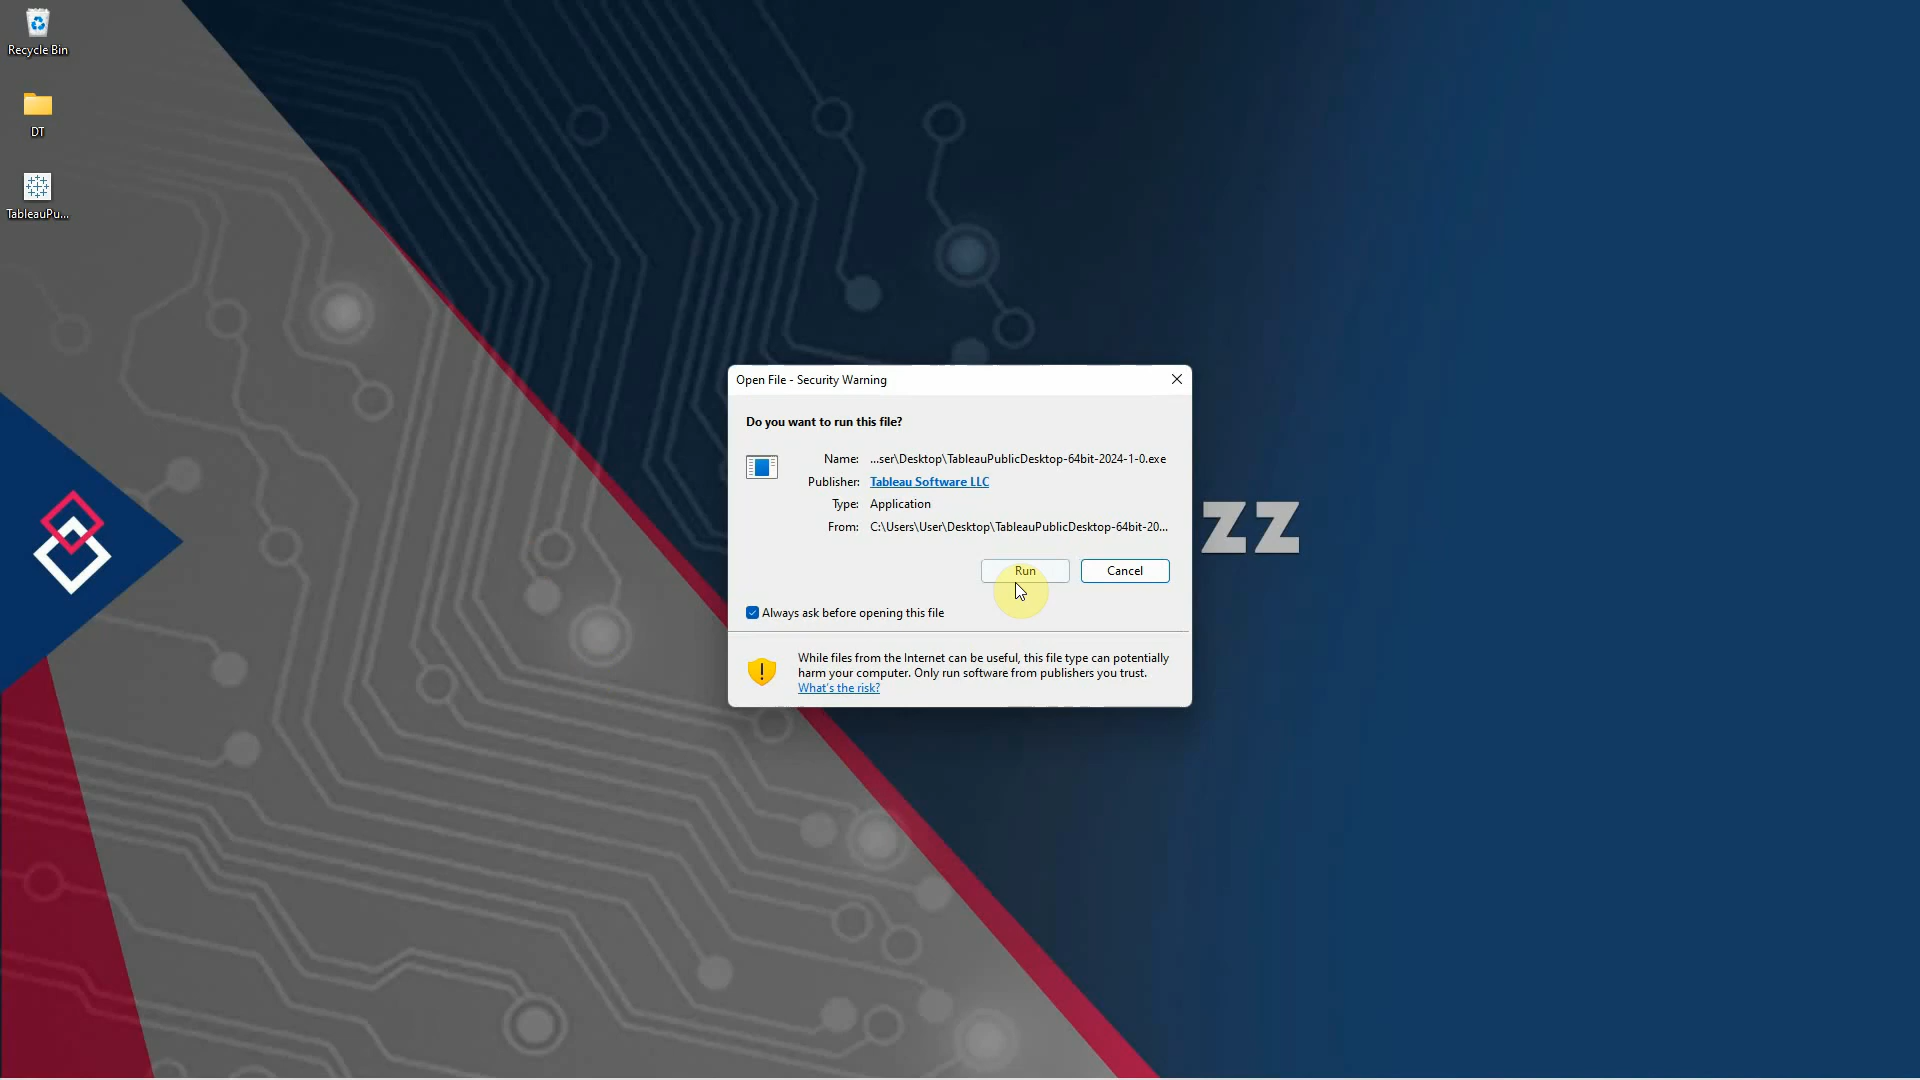 Recycle Bin
DT
TableauPu...
Open File - Security Warning
Do you want to run this file?
Name: ...ser\Desktop\TableauPublicDesktop-64bit-2024-1-0.exe
Publisher: Tableau Software LLC
Type: Application
From: C:\Users\User\Desktop\TableauPublicDesktop-64bit-20...
zz
Run Cancel
Always ask before opening this file
While files from the Internet can be useful, this file type can potentially
harm your computer. Only run software from publishers you trust.
What's the risk?